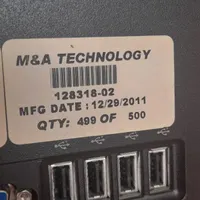 M&A TECHNOLOGY
128318-02
MFG DATE : 12/29/2011
QTY: 499 OF 500